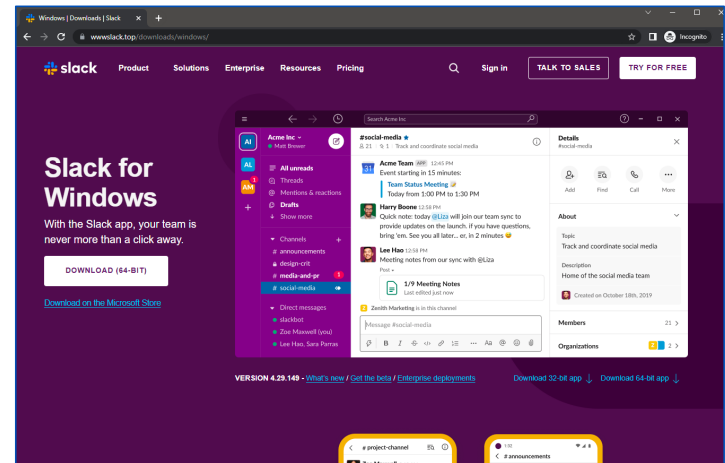 Windows | Downloads | Slack
wwwslack.top/downloads/windows/
Incognito
slack Product Solutions Enterprise Resources Pricing Sign in TALK TO SALES TRY FOR FREE
Slack for
Windows
With the Slack app, your team is
never more than a click away.
DOWNLOAD (64-BIT)
Download on the Microsoft Store
Search Acme Inc
AI
AL
AM
1
Acme Inc
Matt Brewer
All unreads
Threads
Mentions & reactions
Drafts
Show more
Channels
# announcements
design-crit
# media-and-pr 1
# social-media
Direct messages
slackbot
Zoe Maxwell (you)
Lee Hao, Sara Parras
#social-media
21 | 1 | Track and coordinate social media
31
Acme Team APP 12:45 PM
Event starting in 15 minutes:
Team Status Meeting
Today from 1:00 PM to 1:30 PM
Harry Boone 12:58 PM
Quick note: today @Liza will join our team sync to
provide updates on the launch. if you have questions,
bring 'em. See you all later... er, in 2 minutes
Lee Hao 12:58 PM
Meeting notes from our sync with @Liza
Post
1/9 Meeting Notes
Last edited just now
Z Zenith Marketing is in this channel
Message #social-media
B I Aa @
Details
#social-media
Add Find Call More
About
Topic
Track and coordinate social media
Description
Home of the social media team
Created on October 18th, 2019
Members 21
Organizations Z 2
VERSION 4.29.149 - What's new / Get the beta / Enterprise deployments Download 32-bit app Download 64-bit app
# project-channel
1:32
# announcements